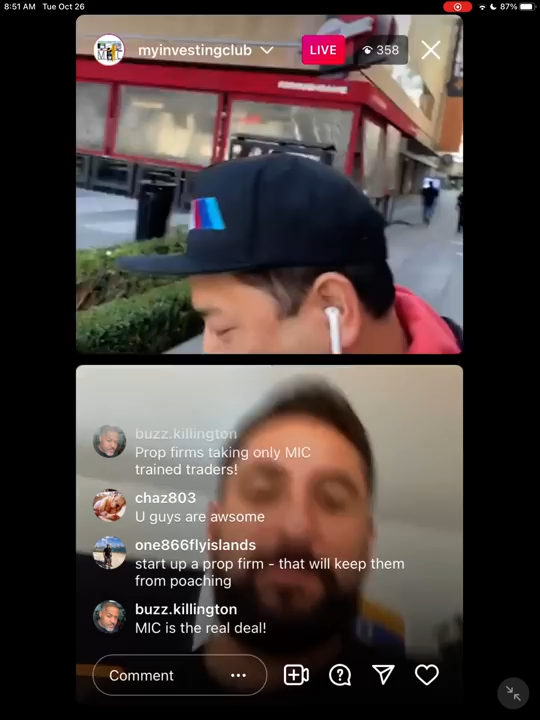 8:51 AM Tue Oct 26
87%
myinvestingclub
LIVE
358
buzz.killington
Prop firms taking only MIC
trained traders!
chaz803
U guys are awsome
one866flyislands
start up a prop firm - that will keep them
from poaching
buzz.killington
MIC is the real deal!
Comment